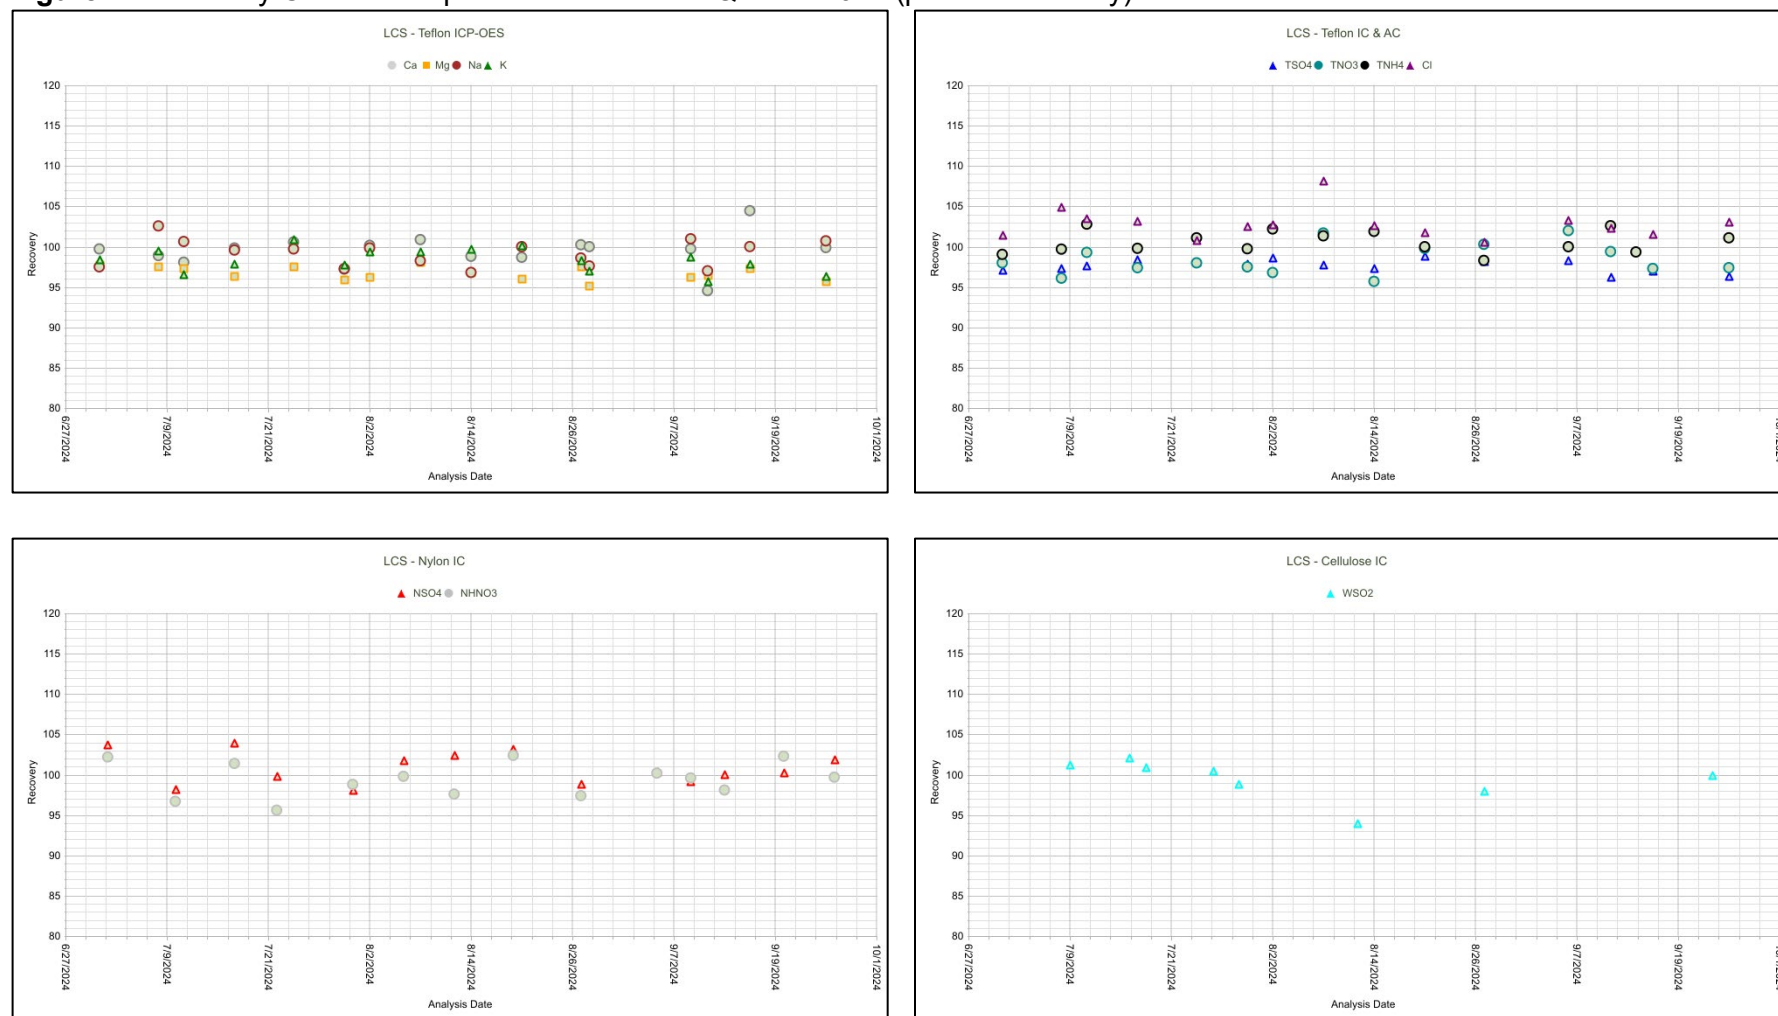 LCS - Teflon ICP-OES
Ca Mg Na K
120
115
110
105
100
95
90
85
80
Recovery
6/27/2024 7/9/2024 7/21/2024 8/2/2024 8/14/2024 8/26/2024 9/7/2024 9/19/2024 10/1/2024
Analysis Date
LCS - Teflon IC & AC
TSO4 TNO3 TNH4 Cl
120
115
110
105
100
95
90
85
80
Recovery
6/27/2024 7/9/2024 7/21/2024 8/2/2024 8/14/2024 8/26/2024 9/7/2024 9/19/2024
Analysis Date
LCS - Nylon IC
NSO4 NHNO3
120
115
110
105
100
95
90
85
80
Recovery
6/27/2024 7/9/2024 7/21/2024 8/2/2024 8/14/2024 8/26/2024 9/7/2024 9/19/2024 10/1/2024
Analysis Date
LCS - Cellulose IC
WSO2
120
115
110
105
100
95
90
85
80
Recovery
6/27/2024 7/9/2024 7/21/2024 8/2/2024 8/14/2024 8/26/2024 9/7/2024 9/19/2024
Analysis Date